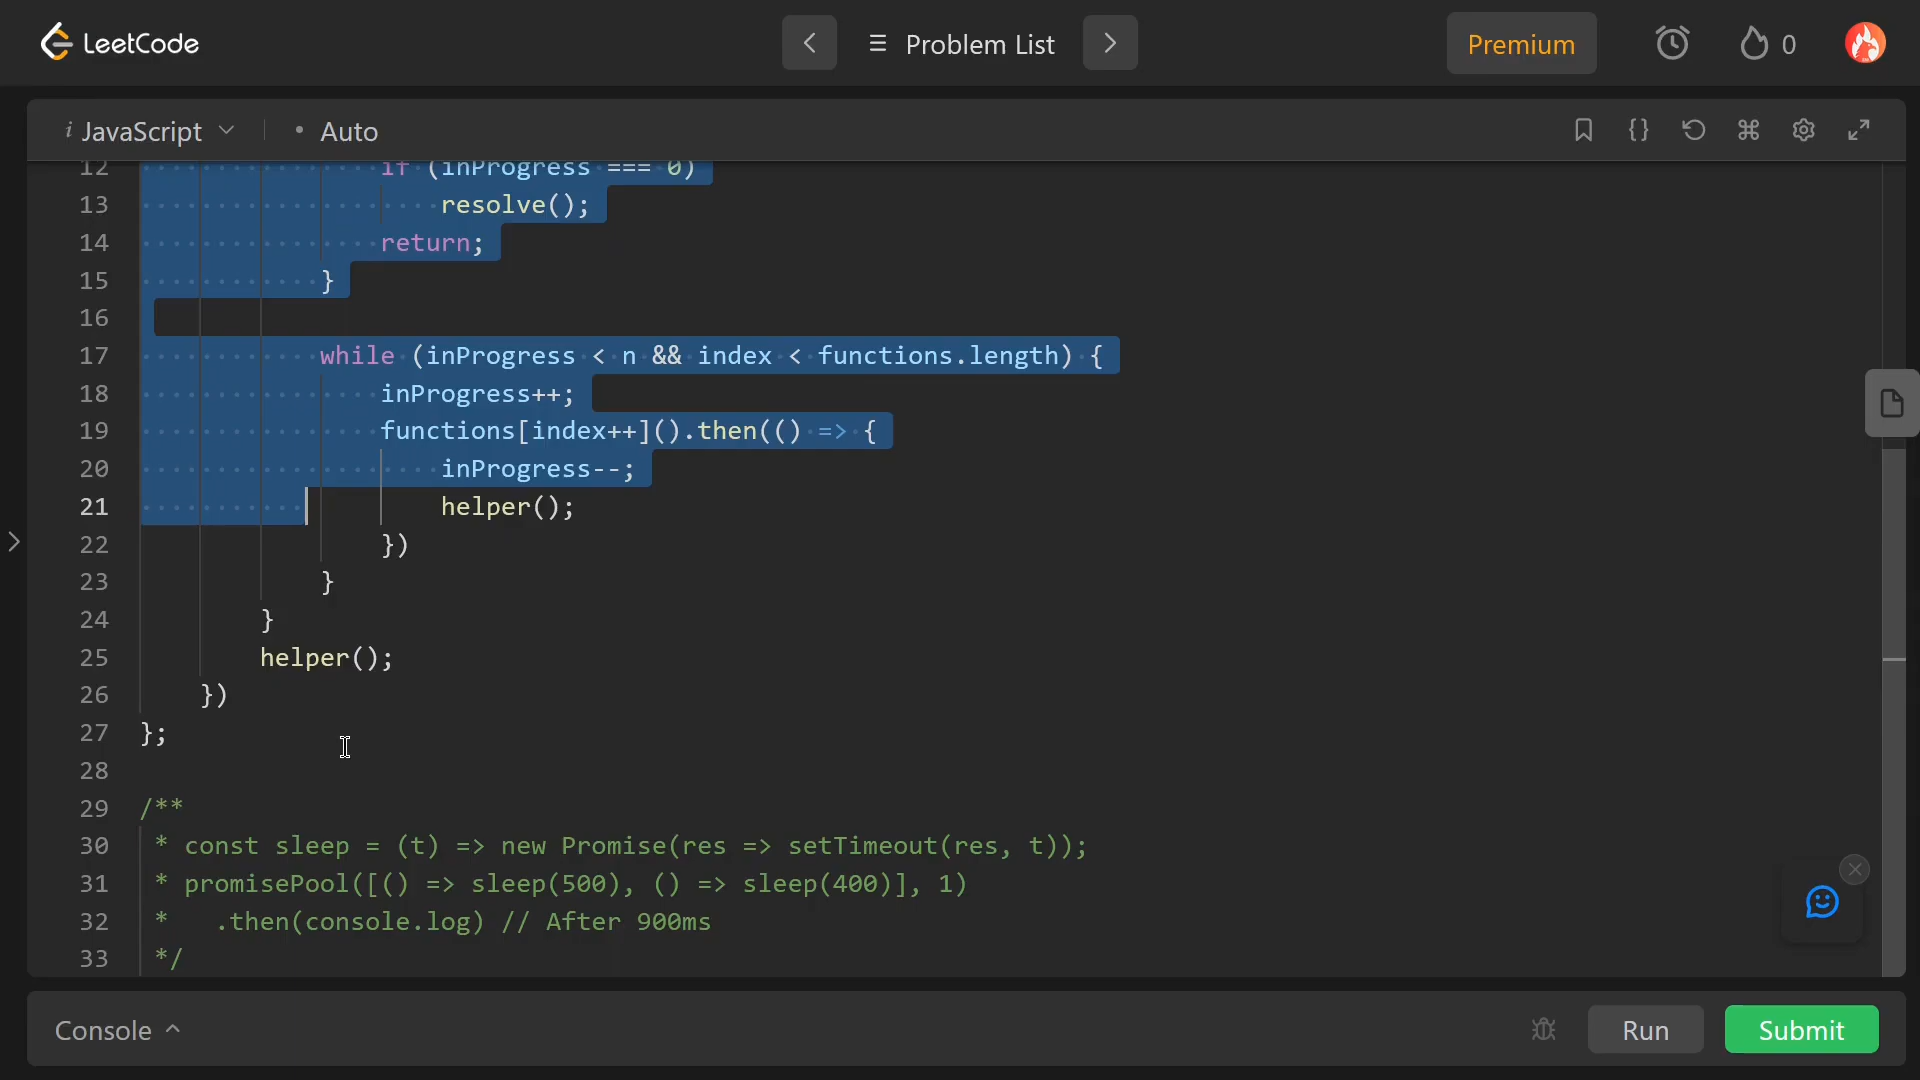 LeetCode
Problem List
Premium
0
i JavaScript
• Auto
12 if (inProgress === 0)
13 resolve();
14 return;
15 }
16
17 while (inProgress < n && index < functions.length) {
18 inProgress++;
19 functions[index++]().then(() => {
20 inProgress--;
21 helper();
22 })
23 }
24 }
25 helper();
26 })
27 };
28
29 /**
30 * const sleep = (t) => new Promise(res => setTimeout(res, t));
31 * promisePool([() => sleep(500), () => sleep(400)], 1)
32 * .then(console.log) // After 900ms
33 */
Console
Run
Submit